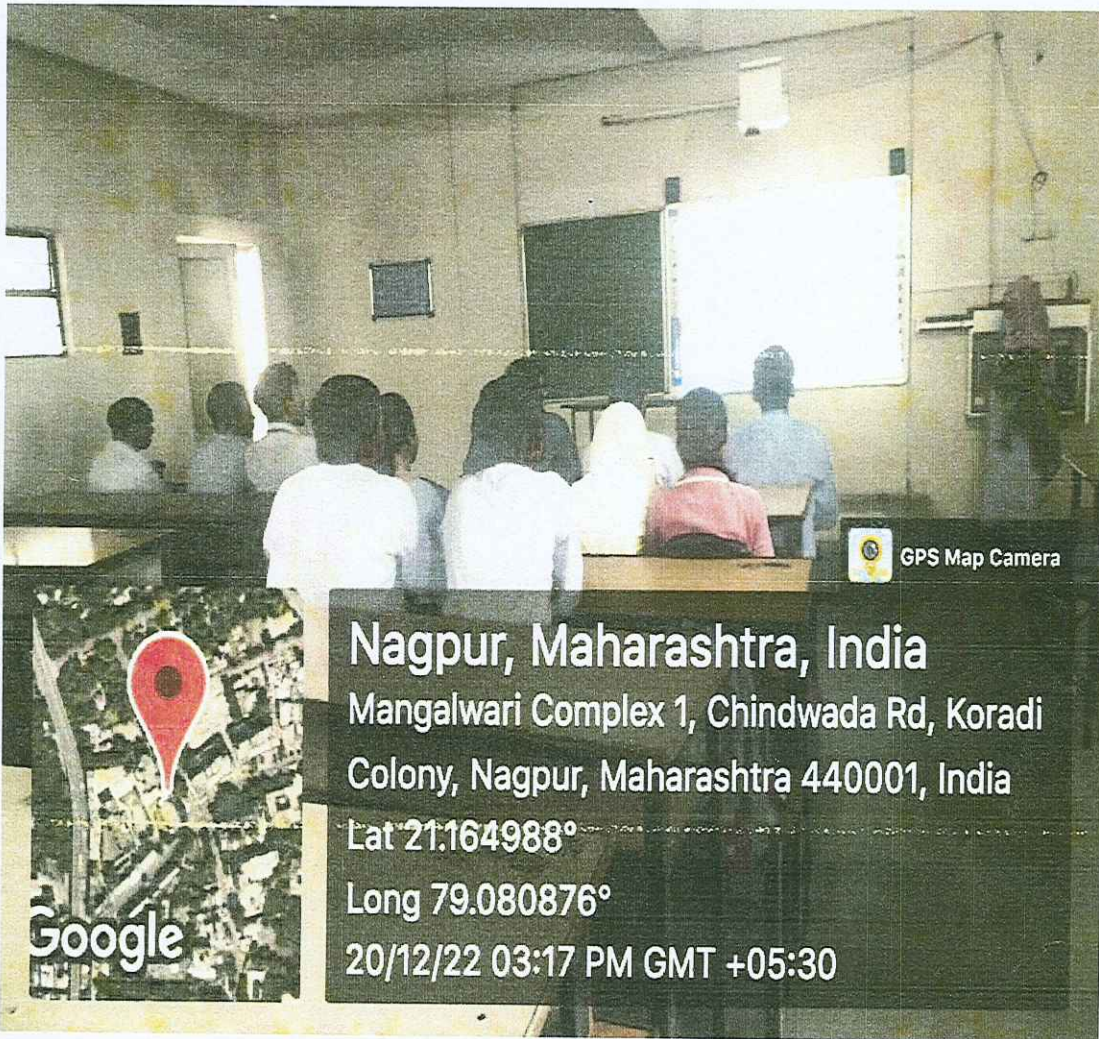 GPS Map Camera
Nagpur, Maharashtra, India
Mangalwari Complex 1, Chindwada Rd, Koradi
Colony, Nagpur, Maharashtra 440001, India
Lat 21.164988°
Long 79.080876°
20/12/22 03:17 PM GMT +05:30
Google